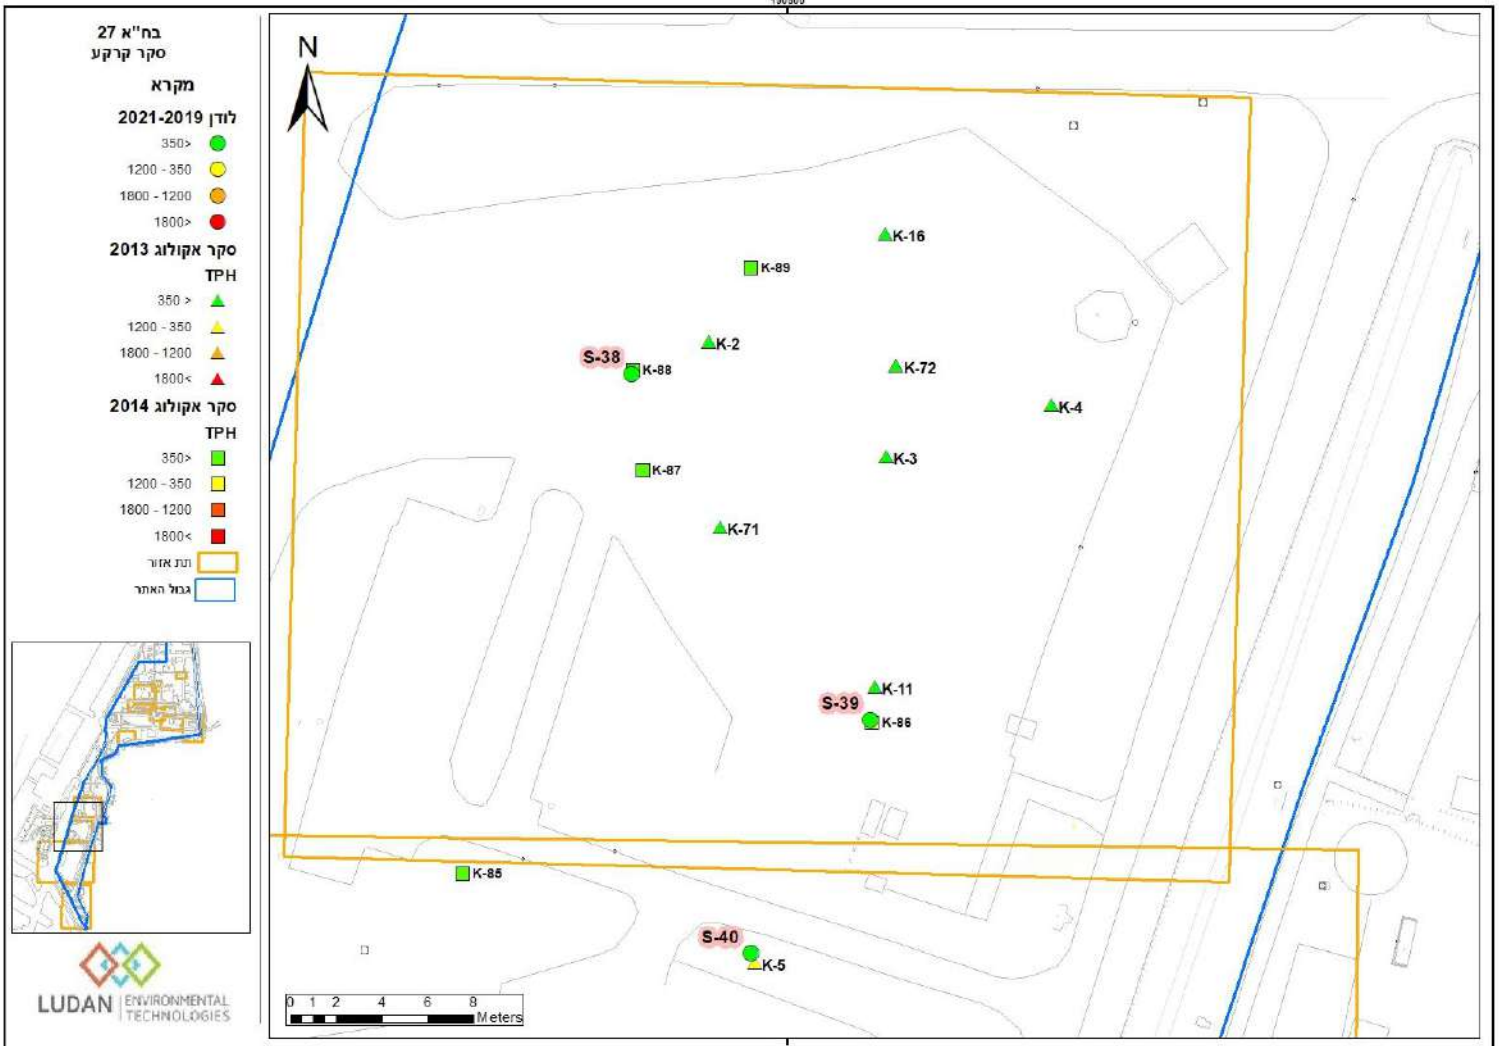 בח"א 27
סקר קרקע
מקרא
לודן 2021-2019
350>
1200 - 350
1800 - 1200
1800>
סקר אקולוג 2013
TPH
350 >
1200 - 350
1800 - 1200
1800<
סקר אקולוג 2014
TPH
350>
1200 - 350
1800 - 1200
1800<
תת אזור
גבול האתר
LUDAN
ENVIRONMENTAL
TECHNOLOGIES
N
K-16
K-89
K-2
S-38
K-88
K-72
K-4
K-3
K-87
K-71
K-11
S-39
K-86
K-85
S-40
K-5
0 1 2 4 6 8
Meters